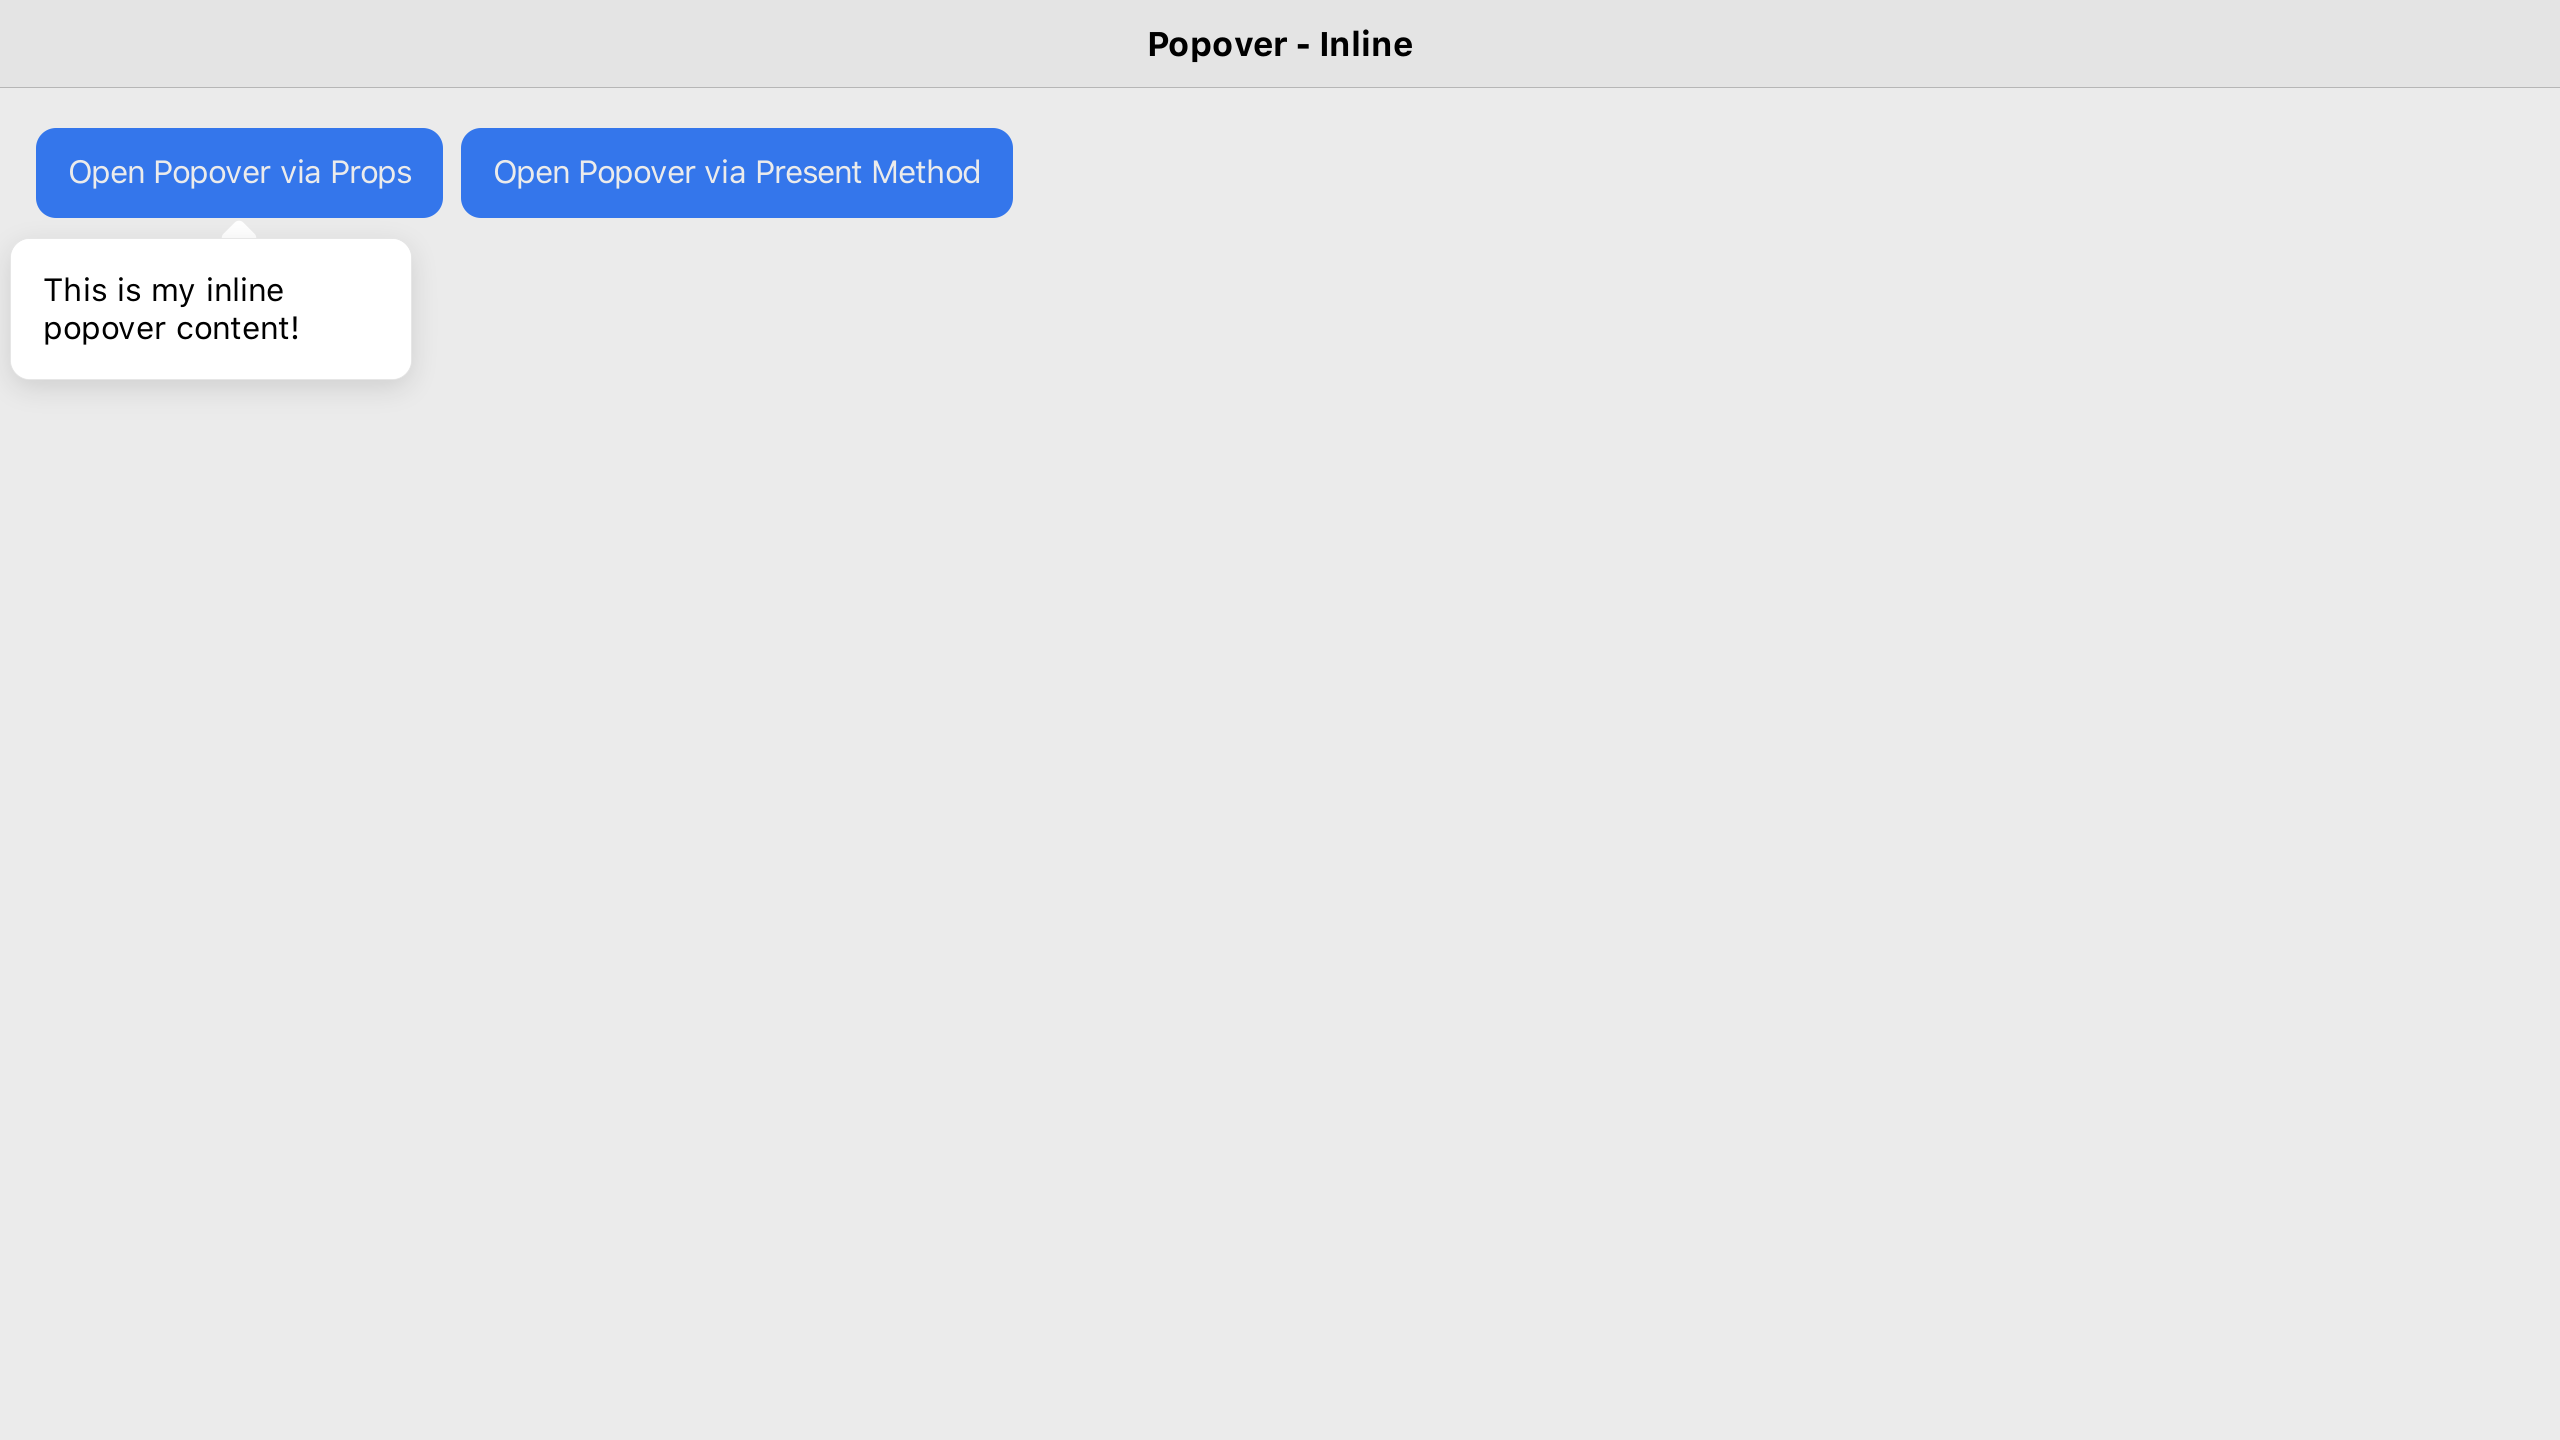 Popover - Inline
Open Popover via Props
Open Popover via Present Method
This is my inline
popover content!